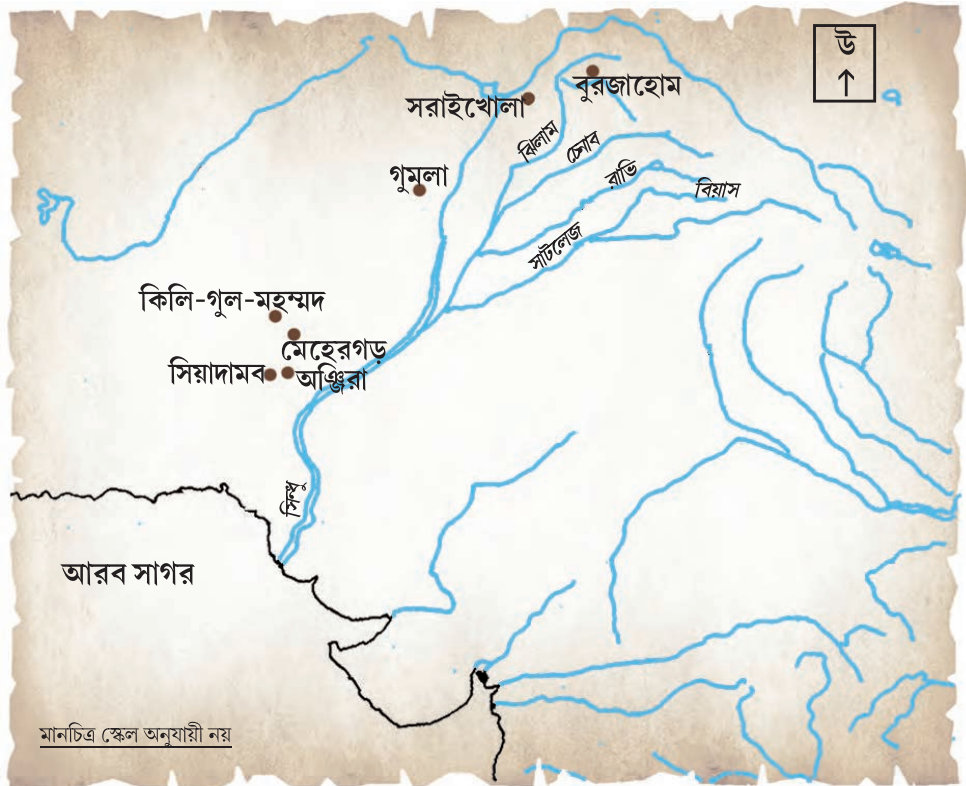 উ
বুরজাহোম
সরাইখোলা
ঝিলাম
চেনাব
গুমলা
রাভি
বিয়াস
সাটলেজ
কিলি-গুল-মহম্মদ
মেহেরগড়
সিয়াদামব
অঞ্জিরা
সিন্ধু
আরব সাগর
মানচিত্র স্কেল অনুযায়ী নয়